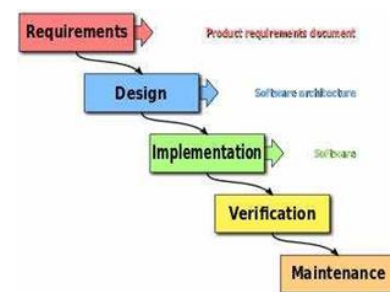 Requirements
Product requirements document
Design
Software architecture
Implementation
Software
Verification
Maintenance